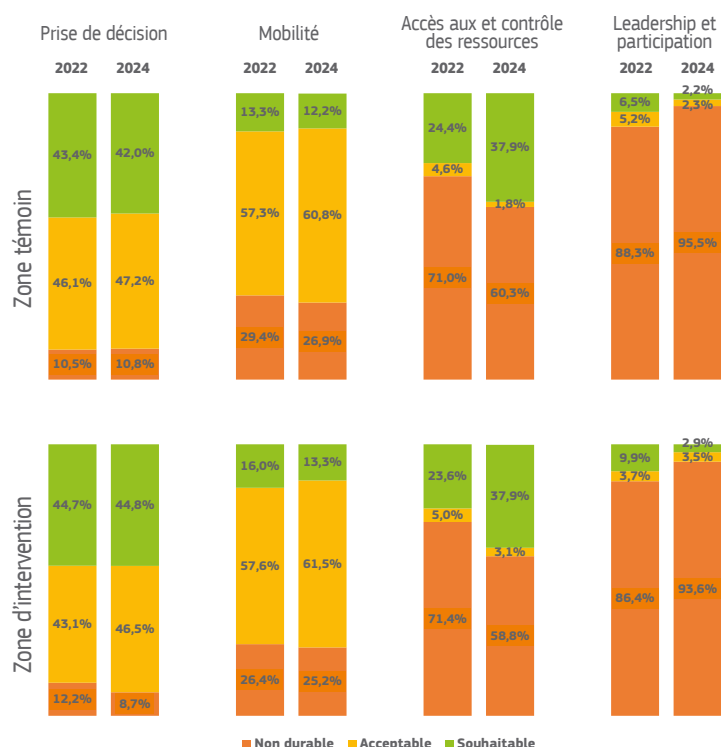 Prise de décision
Mobilité
Accès aux et contrôle
des ressources
Leadership et
participation
2022 2024 2022 2024 2022 2024 2022 2024
Zone témoin
43,4% 42,0%
46,1% 47,2%
10,5% 10,8%
13,3% 12,2%
57,3% 60,8%
29,4% 26,9%
24,4% 37,9%
4,6% 1,8%
71,0% 60,3%
6,5% 2,2%
5,2% 2,3%
88,3% 95,5%
Zone d'intervention
44,7% 44,8%
43,1% 46,5%
12,2% 8,7%
16,0% 13,3%
57,6% 61,5%
26,4% 25,2%
23,6% 37,9%
5,0% 3,1%
71,4% 58,8%
9,9% 2,9%
3,7% 3,5%
86,4% 93,6%
Non durable Acceptable Souhaitable